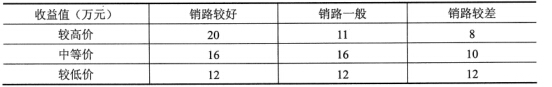 收益值（万元） 销路较好 销路一般 销路较差
较高价 20 11 8
中等价 16 16 10
较低价 12 12 12